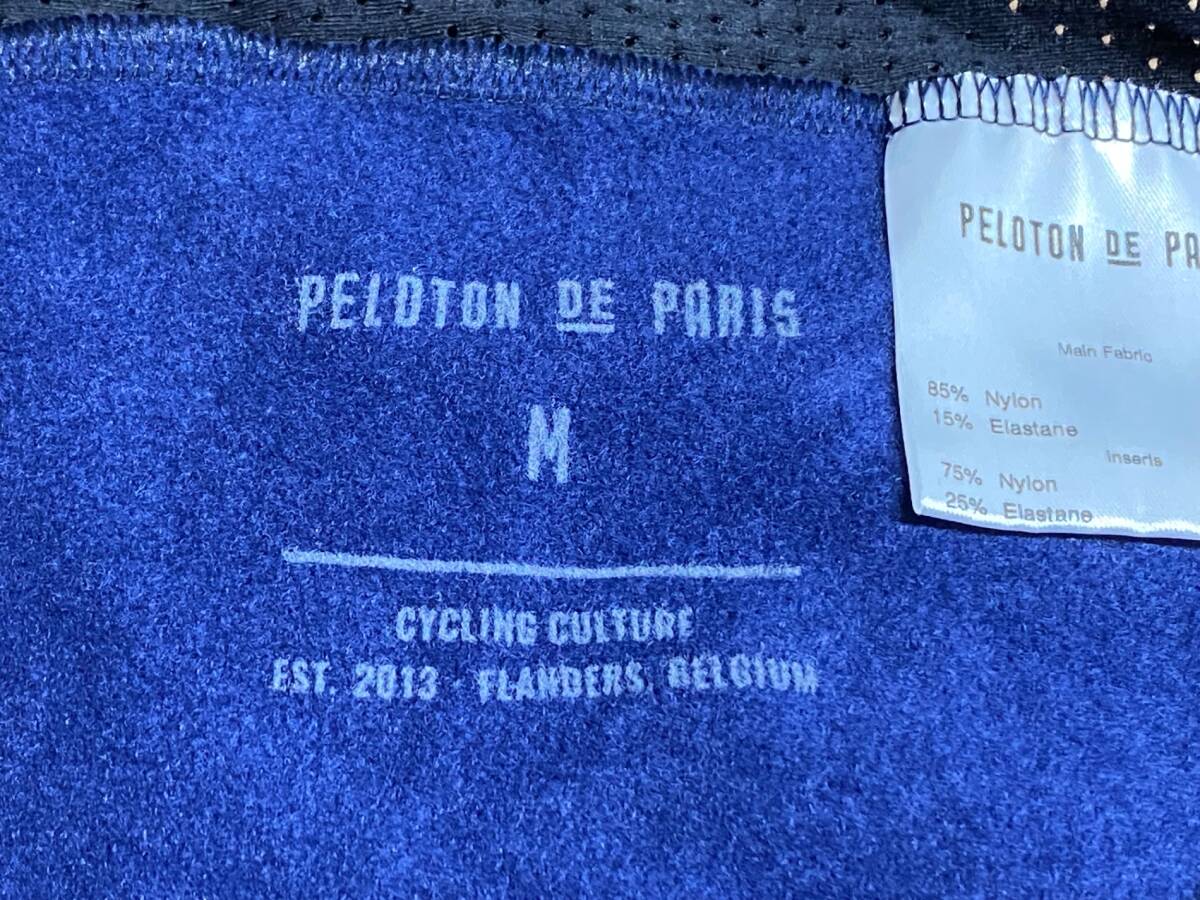 PELOTON DE PARIS
M
CYCLING CULTURE
EST. 2013 · FLANDERS, BELGIUM
PELOTON DE PA
Main Fabric
85% Nylon
15% Elastane
Inserts
75% Nylon
25% Elastane